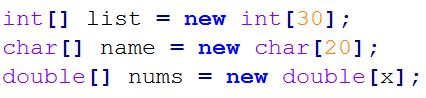 int[] list = new int[30];
char[] name = new char[20];
double[] nums = new double[x];